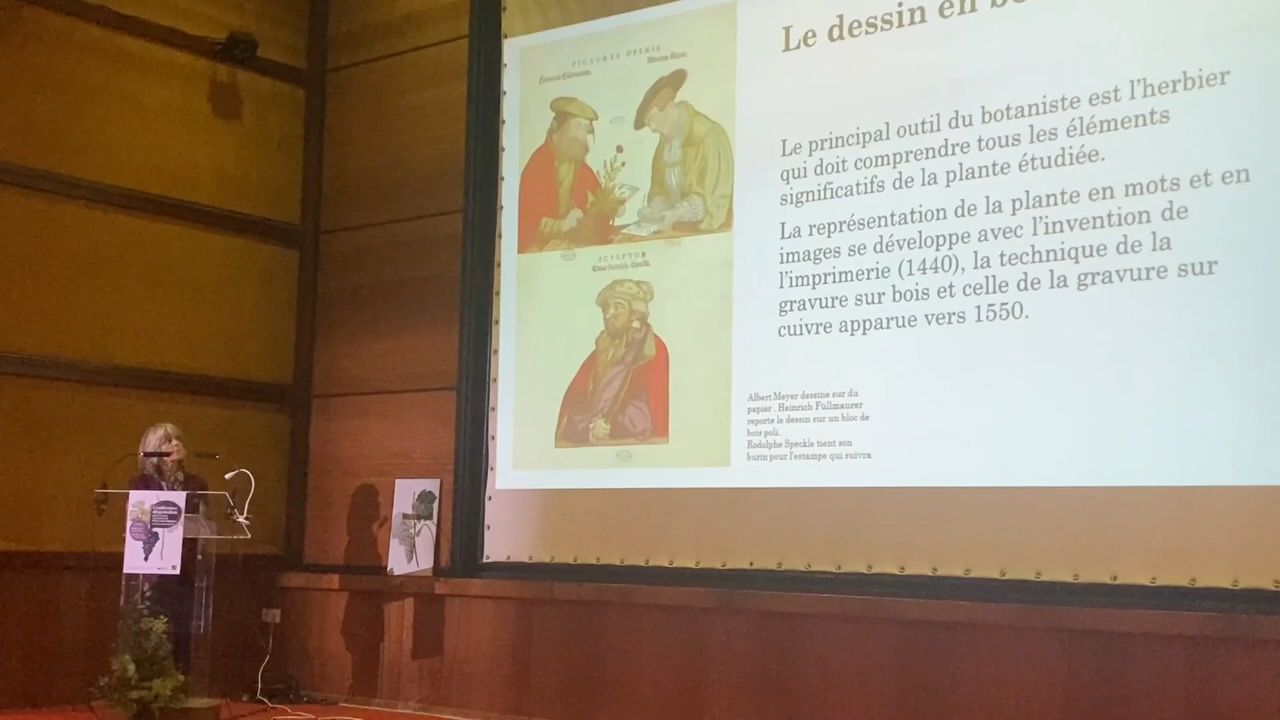 Le dessin en
PICTORES OPERIS
SCVLPTOR
Le principal outil du botaniste est l'herbier
qui doit comprendre tous les éléments
significatifs de la plante étudiée.
La représentation de la plante en mots et en
images se développe avec l'invention de
l'imprimerie (1440), la technique de la
gravure sur bois et celle de la gravure sur
cuivre apparue vers 1550.
Albert Meyer dessine sur du
papier . Heinrich Füllmaurer
reporte le dessin sur un bloc de
bois poli.
Rodolphe Speckle tient son
burin pour l'estampe qui suivra.